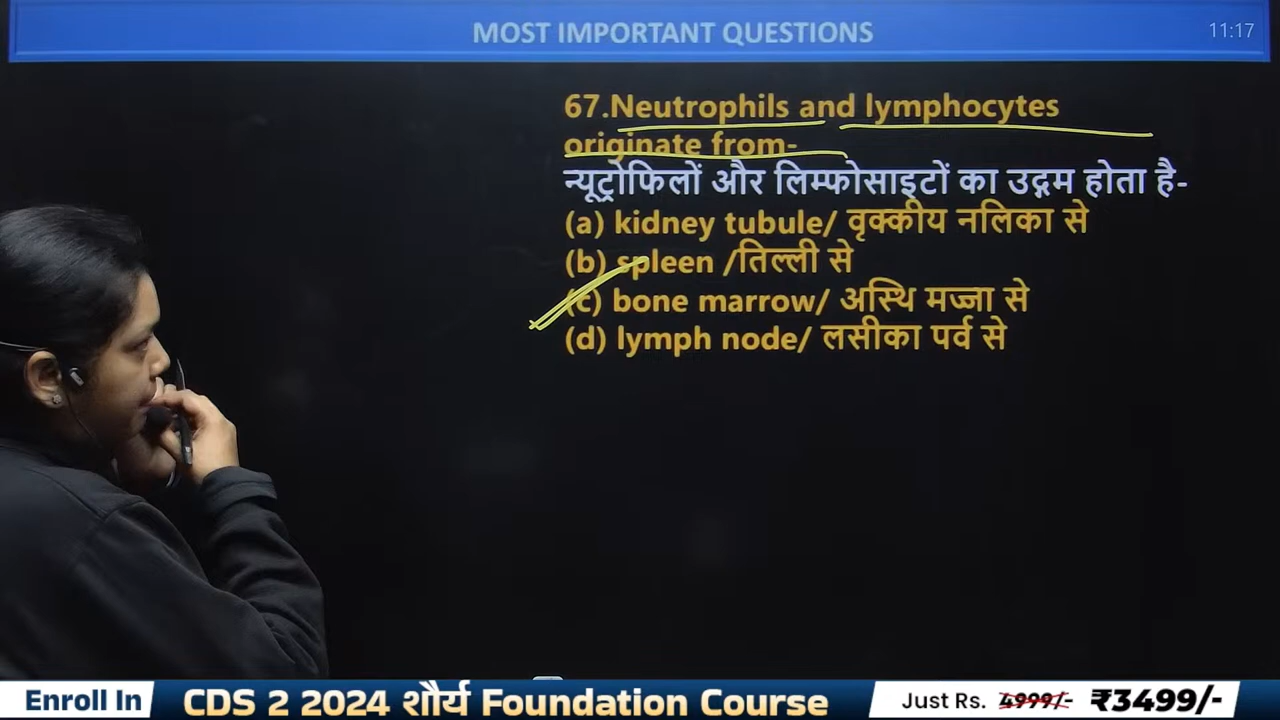 MOST IMPORTANT QUESTIONS
11:17
67.Neutrophils and lymphocytes
originate from-
न्यूट्रोफिलों और लिम्फोसाइटों का उद्गम होता है-
(a) kidney tubule/ वृक्कीय नलिका से
(b) spleen /तिल्ली से
(c) bone marrow/ अस्थि मज्जा से
(d) lymph node/ लसीका पर्व से
Enroll In CDS 2 2024 शौर्य Foundation Course Just Rs. 4999/- ₹3499/-